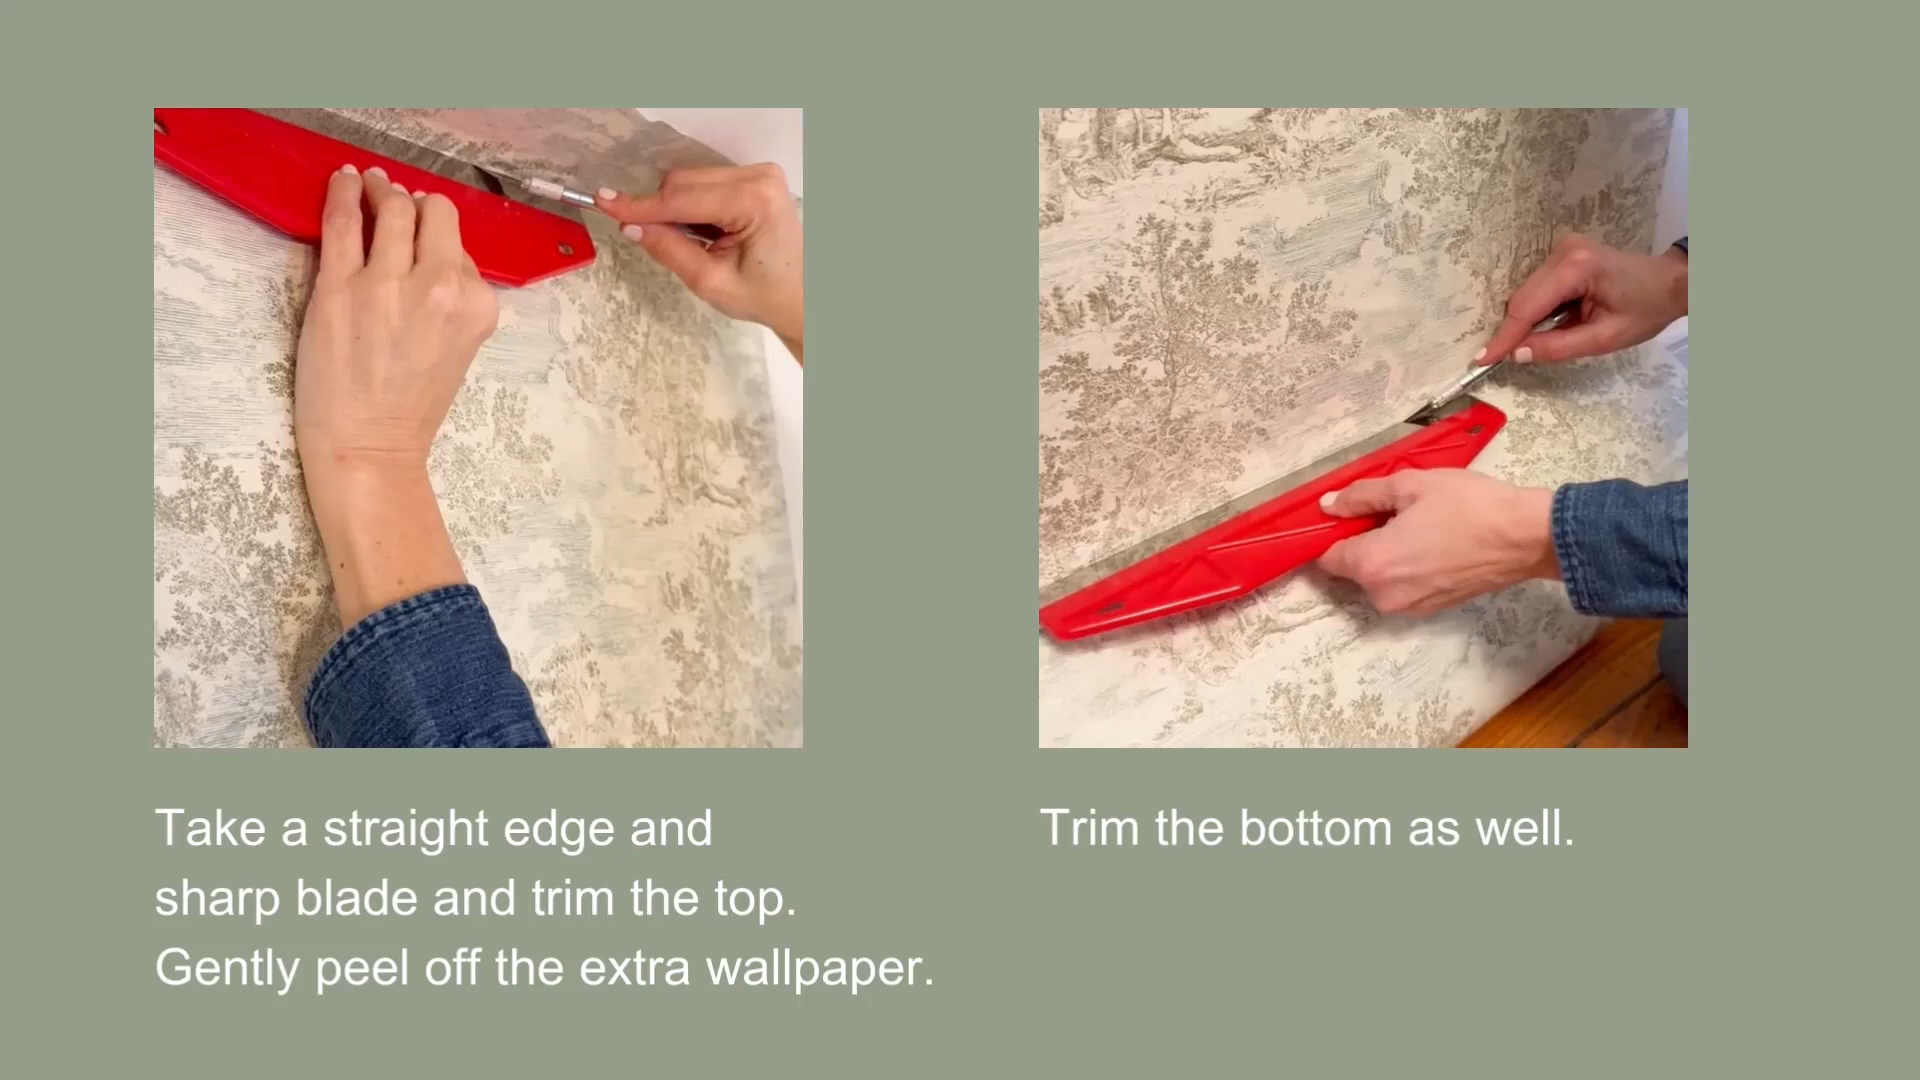 Take a straight edge and
sharp blade and trim the top.
Gently peel off the extra wallpaper.
Trim the bottom as well.